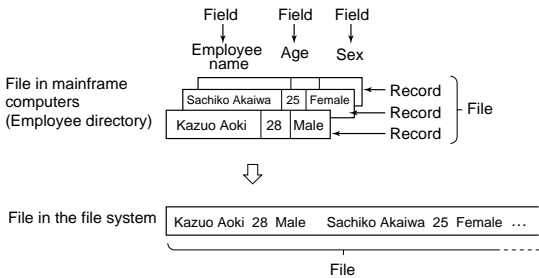 Field Field Field
Employee name Age Sex
File in mainframe computers (Employee directory)
Sachiko Akaiwa 25 Female
Kazuo Aoki 28 Male
Record
Record
Record
File
File in the file system
Kazuo Aoki 28 Male Sachiko Akaiwa 25 Female ...
File